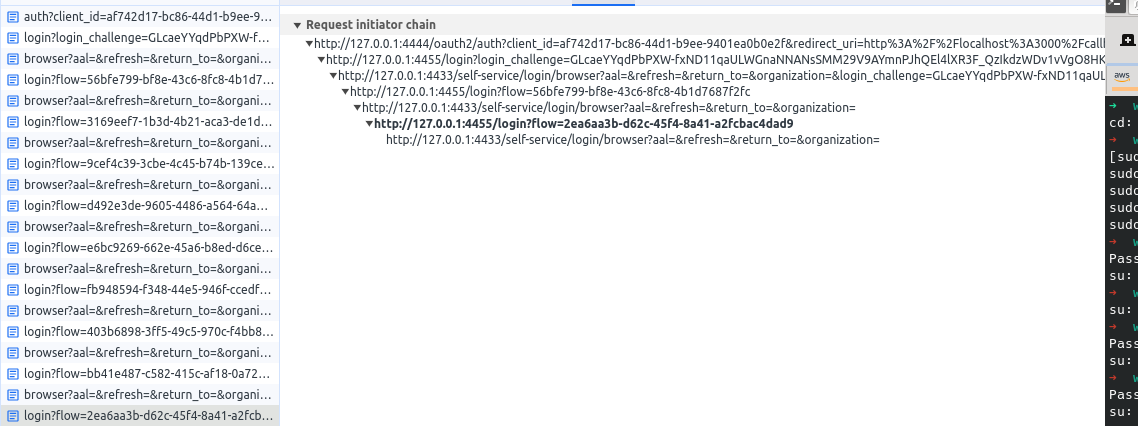 auth?client_id=af742d17-bc86-44d1-b9ee-9...
login?login_challenge=GLcaeYYqdPbPXW-f...
browser?aal=&refresh=&return_to=&organi...
login?flow=56bfe799-bf8e-43c6-8fc8-4b1d7...
browser?aal=&refresh=&return_to=&organi...
login?flow=3169eef7-1b3d-4b21-aca3-de1d...
browser?aal=&refresh=&return_to=&organi...
login?flow=9cef4c39-3cbe-4c45-b74b-139ce...
browser?aal=&refresh=&return_to=&organi...
login?flow=d492e3de-9605-4486-a564-64a...
browser?aal=&refresh=&return_to=&organi...
login?flow=e6bc9269-662e-45a6-b8ed-d6ce...
browser?aal=&refresh=&return_to=&organi...
login?flow=fb948594-f348-44e5-946f-ccedf...
browser?aal=&refresh=&return_to=&organi...
login?flow=403b6898-3ff5-49c5-970c-f4bb8...
browser?aal=&refresh=&return_to=&organi...
login?flow=bb41e487-c582-415c-af18-0a72...
browser?aal=&refresh=&return_to=&organi...
login?flow=2ea6aa3b-d62c-45f4-8a41-a2fcb...
Request initiator chain
http://127.0.0.1:4444/oauth2/auth?client_id=af742d17-bc86-44d1-b9ee-9401ea0b0e2f&redirect_uri=http%3A%2F%2Flocalhost%3A3000%2Fcall
http://127.0.0.1:4455/login?login_challenge=GLcaeYYqdPbPXW-fxND11qaULWGnaNNANsSMM29V9AYmnPJhQEl4lXR3F_QzIkdzWDv1vVgO8HK
http://127.0.0.1:4433/self-service/login/browser?aal=&refresh=&return_to=&organization=&login_challenge=GLcaeYYqdPbPXW-fxND11qaUL
http://127.0.0.1:4455/login?flow=56bfe799-bf8e-43c6-8fc8-4b1d7687f2fc
http://127.0.0.1:4433/self-service/login/browser?aal=&refresh=&return_to=&organization=
http://127.0.0.1:4455/login?flow=2ea6aa3b-d62c-45f4-8a41-a2fcbac4dad9
http://127.0.0.1:4433/self-service/login/browser?aal=&refresh=&return_to=&organization=
aws
→ w
cd:
→ w
[sud
sudo
sudo
sudo
sudo
→ w
Pass
su:
→ w
su:
→ w
Pass
su:
→ w
Pass
su: